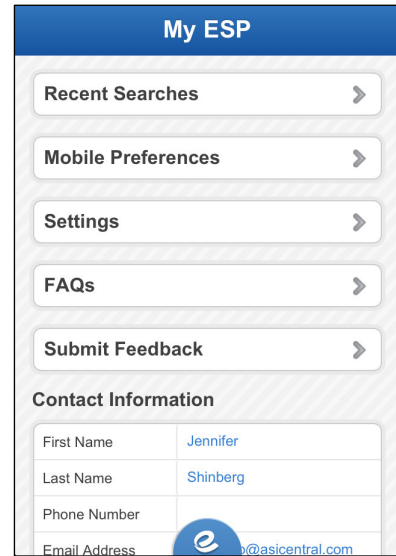 My ESP
Recent Searches
Mobile Preferences
Settings
FAQs
Submit Feedback
Contact Information
First Name Jennifer
Last Name Shinberg
Phone Number
Email Address @asicentral.com